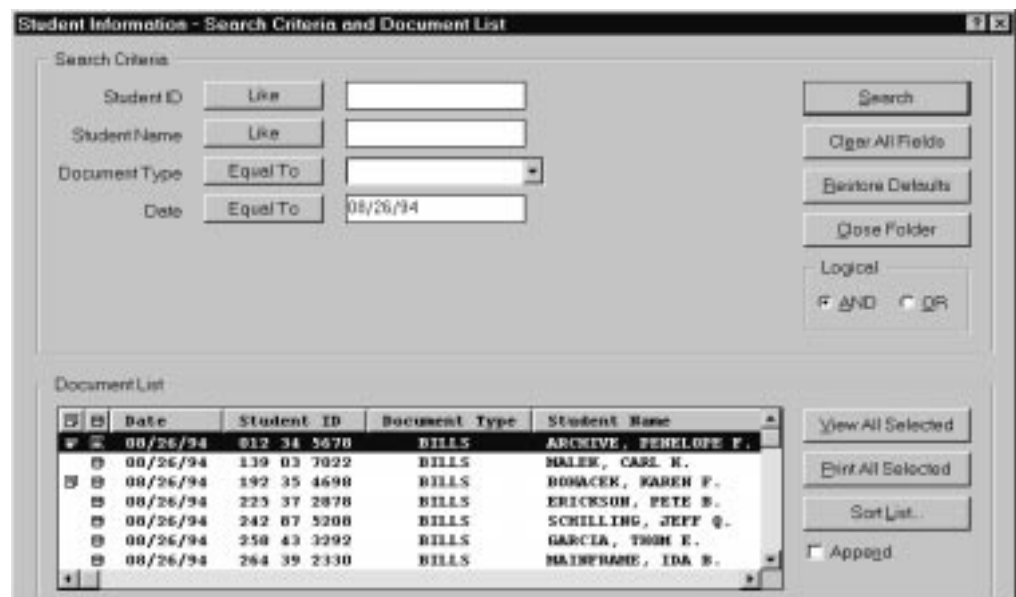 Student Information - Search Criteria and Document List
Search Criteria
Student ID Like
Student Name Like
Document Type Equal To
Date Equal To 08/26/94
Search
Clear All Fields
Restore Defaults
Close Folder
Logical
AND OR
Document List
Date Student ID Document Type Student Name
08/26/94 012 34 5678 BILLS ARCHIVE, PENELOPE F.
08/26/94 139 03 7022 BILLS MALEK, CARL K.
08/26/94 192 35 4698 BILLS BOHACEK, KAREN F.
08/26/94 225 37 2878 BILLS ERICKSON, PETE B.
08/26/94 242 87 5208 BILLS SCHILLING, JEFF Q.
08/26/94 258 43 3292 BILLS GARCIA, THOM E.
08/26/94 264 39 2330 BILLS MAINFRAME, IDA B.
View All Selected
Print All Selected
Sort List...
Append